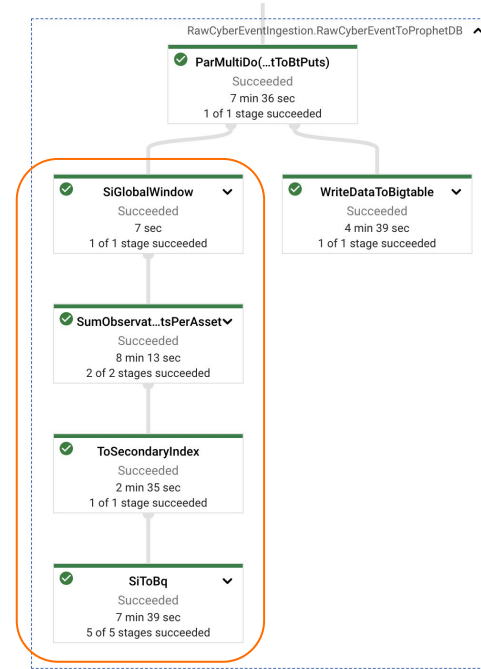 RawCyberEventIngestion.RawCyberEventToProphetDB
ParMultiDo(...tToBtPuts)
Succeeded
7 min 36 sec
1 of 1 stage succeeded
SiGlobalWindow
Succeeded
7 sec
1 of 1 stage succeeded
WriteDataToBigtable
Succeeded
4 min 39 sec
1 of 1 stage succeeded
SumObservat...tsPerAsset
Succeeded
8 min 13 sec
2 of 2 stages succeeded
ToSecondaryIndex
Succeeded
2 min 35 sec
1 of 1 stage succeeded
SiToBq
Succeeded
7 min 39 sec
5 of 5 stages succeeded